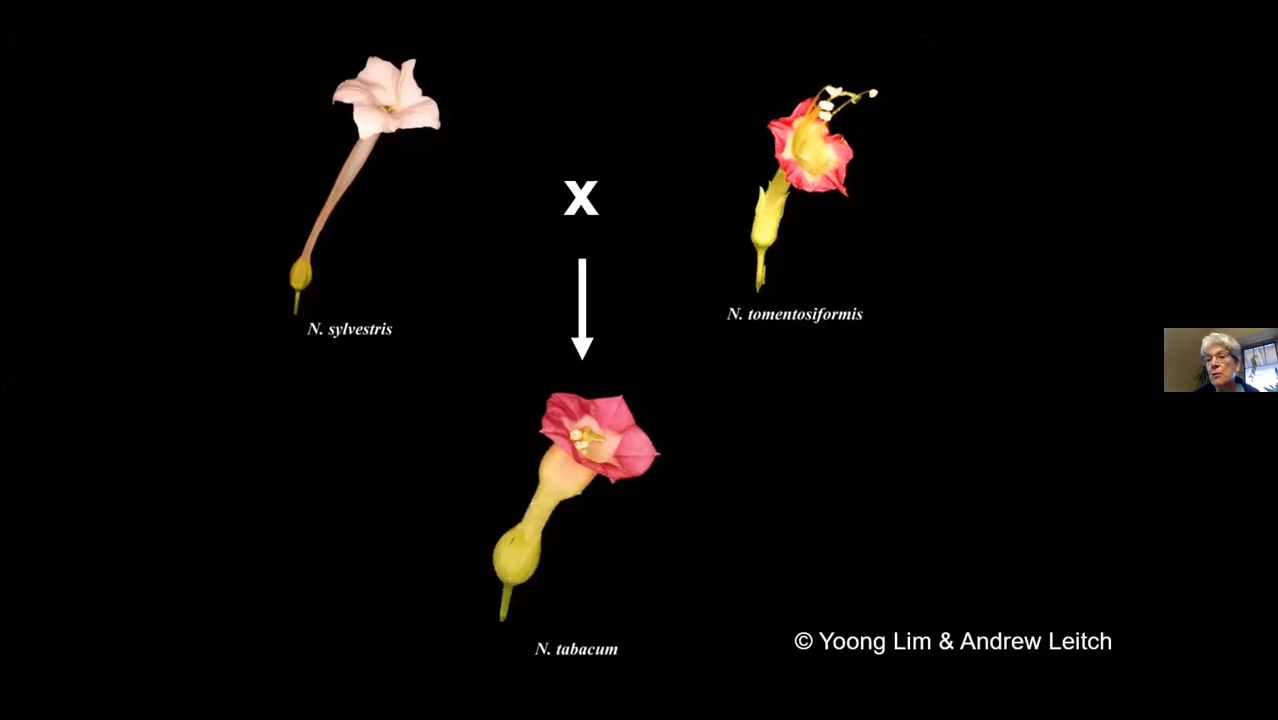 X
N. sylvestris
N. tomentosiformis
N. tabacum
© Yoong Lim & Andrew Leitch